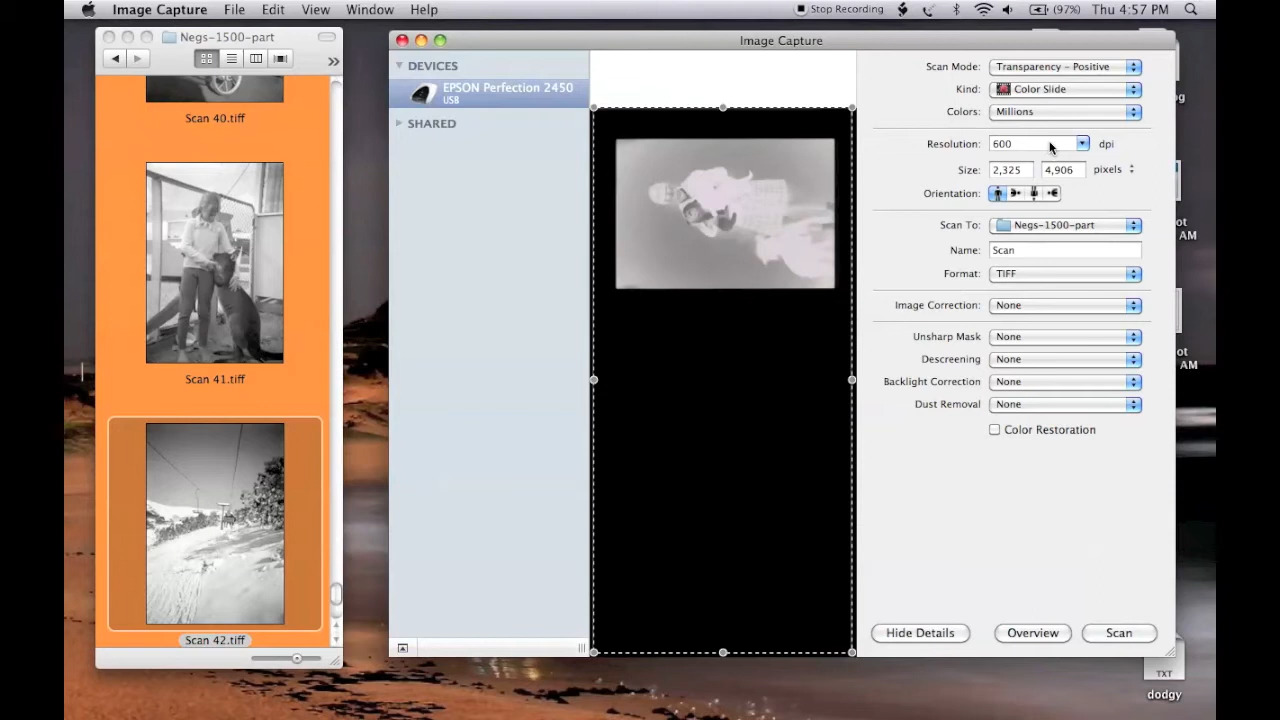 Image Capture File Edit View Window Help Stop Recording (97%) Thu 4:57 PM
Negs-1500-part
Scan 40.tiff
Scan 41.tiff
Scan 42.tiff
Image Capture
DEVICES
EPSON Perfection 2450
USB
SHARED
Scan Mode: Transparency - Positive
Kind: Color Slide
Colors: Millions
Resolution: 600 dpi
Size: 2,325 4,906 pixels
Orientation:
Scan To: Negs-1500-part
Name: Scan
Format: TIFF
Image Correction: None
Unsharp Mask None
Descreening None
Backlight Correction None
Dust Removal None
Color Restoration
Hide Details Overview Scan
ot
AM
ot
AM
TXT
dodgy